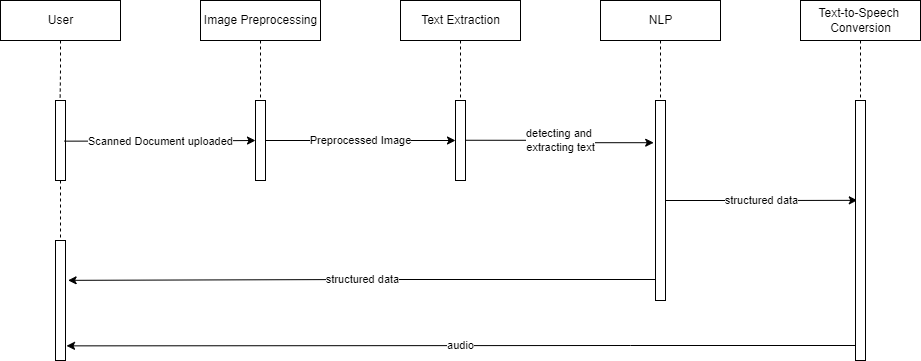 User
Image Preprocessing
Text Extraction
NLP
Text-to-Speech
Conversion
Scanned Document uploaded
Preprocessed Image
detecting and
extracting text
structured data
structured data
audio